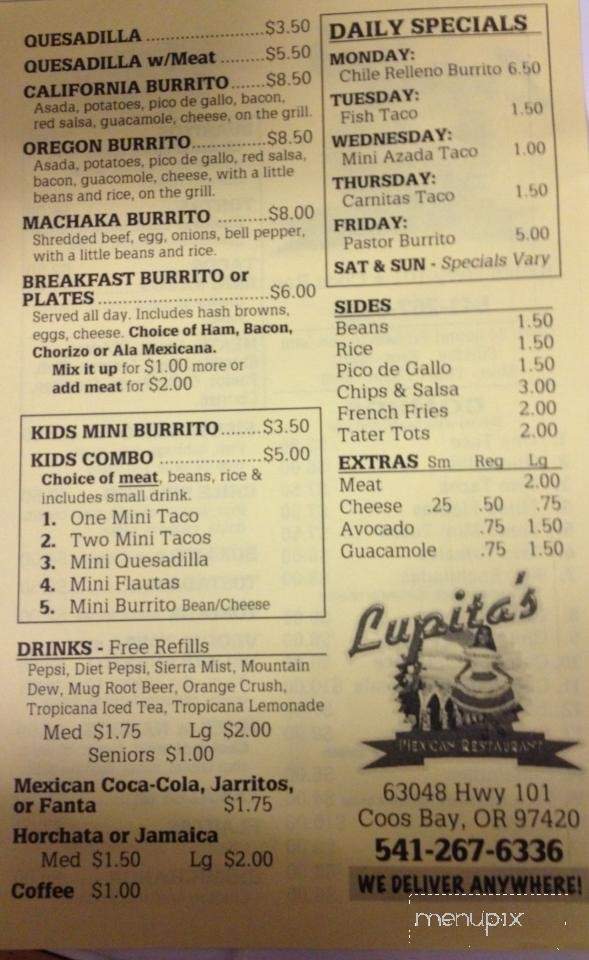 QUESADILLA ........................$3.50
QUESADILLA w/Meat .......$5.50
CALIFORNIA BURRITO......$8.50
Asada, potatoes, pico de gallo, bacon,
red salsa, guacamole, cheese, on the grill.
OREGON BURRITO..............$8.50
Asada, potatoes, pico de gallo, red salsa,
bacon, guacomole, cheese, with a little
beans and rice, on the grill.
MACHAKA BURRITO .........$8.00
Shredded beef, egg, onions, bell pepper,
with a little beans and rice.
BREAKFAST BURRITO or
PLATES ................................$6.00
Served all day. Includes hash browns,
eggs, cheese. Choice of Ham, Bacon,
Chorizo or Ala Mexicana.
Mix it up for $1.00 more or
add meat for $2.00
KIDS MINI BURRITO........$3.50
KIDS COMBO ....................$5.00
Choice of meat, beans, rice &
includes small drink.
1. One Mini Taco
2. Two Mini Tacos
3. Mini Quesadilla
4. Mini Flautas
5. Mini Burrito Bean/Cheese
DRINKS - Free Refills
Pepsi, Diet Pepsi, Sierra Mist, Mountain
Dew, Mug Root Beer, Orange Crush,
Tropicana Iced Tea, Tropicana Lemonade
Med $1.75 Lg $2.00
Seniors $1.00
Mexican Coca-Cola, Jarritos,
or Fanta $1.75
Horchata or Jamaica
Med $1.50 Lg $2.00
Coffee $1.00
DAILY SPECIALS
MONDAY:
Chile Relleno Burrito 6.50
TUESDAY:
Fish Taco 1.50
WEDNESDAY:
Mini Azada Taco 1.00
THURSDAY:
Carnitas Taco 1.50
FRIDAY:
Pastor Burrito 5.00
SAT & SUN - Specials Vary
SIDES
Beans 1.50
Rice 1.50
Pico de Gallo 1.50
Chips & Salsa 3.00
French Fries 2.00
Tater Tots 2.00
EXTRAS Sm Reg Lg
Meat 2.00
Cheese .25 .50 .75
Avocado .75 1.50
Guacamole .75 1.50
Lupita's
MEXICAN RESTAURANT
63048 Hwy 101
Coos Bay, OR 97420
541-267-6336
WE DELIVER ANYWHERE!
menupix